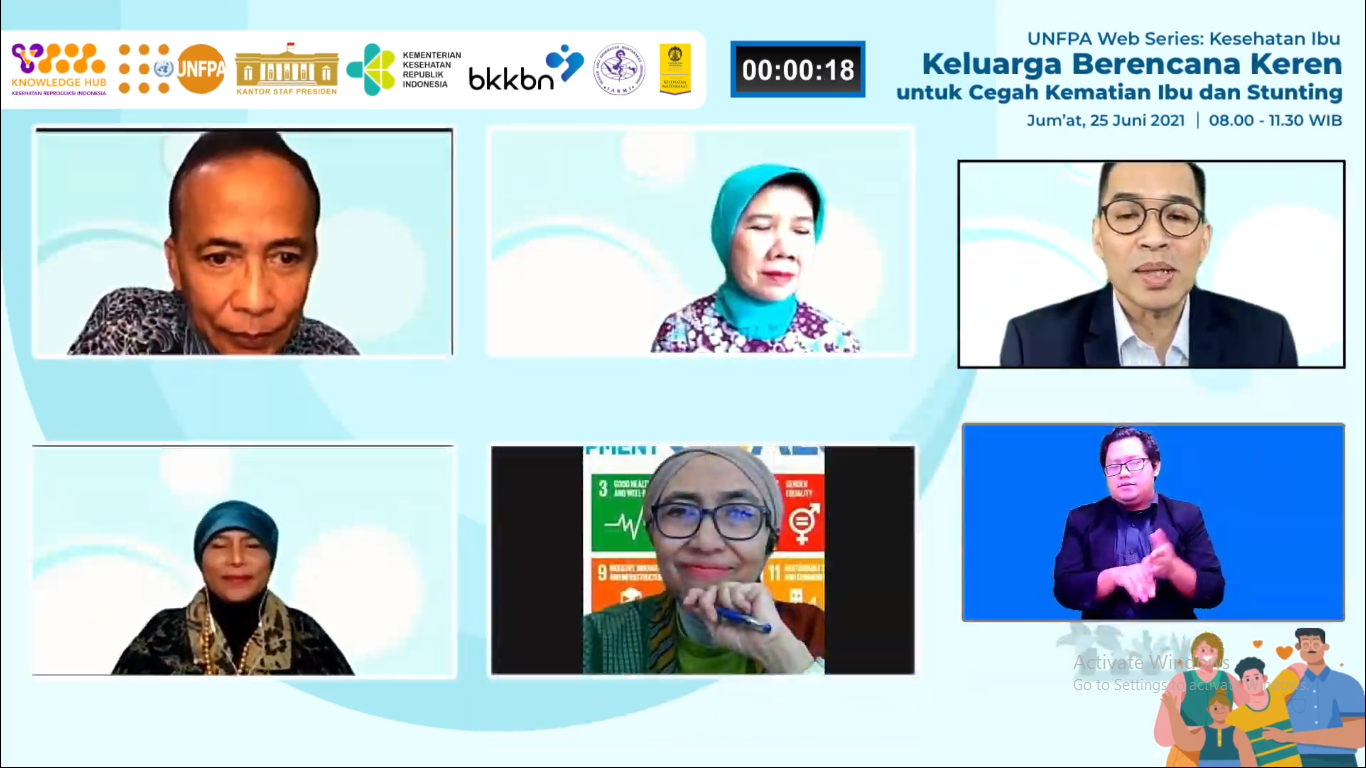 KNOWLEDGE HUB
KESEHATAN REPRODUKSI INDONESIA
UNFPA
KANTOR STAF PRESIDEN
KEMENTERIAN
KESEHATAN
REPUBLIK
INDONESIA
bkkbn
00:00:18
UNFPA Web Series: Kesehatan Ibu
Keluarga Berencana Keren
untuk Cegah Kematian Ibu dan Stunting
Jum'at, 25 Juni 2021 | 08.00 - 11.30 WIB
3 GOOD HEALT
AND WELL-
GENDER
EQUALITY
9
11
Activate Windows
Go to Settings to activate Windows.